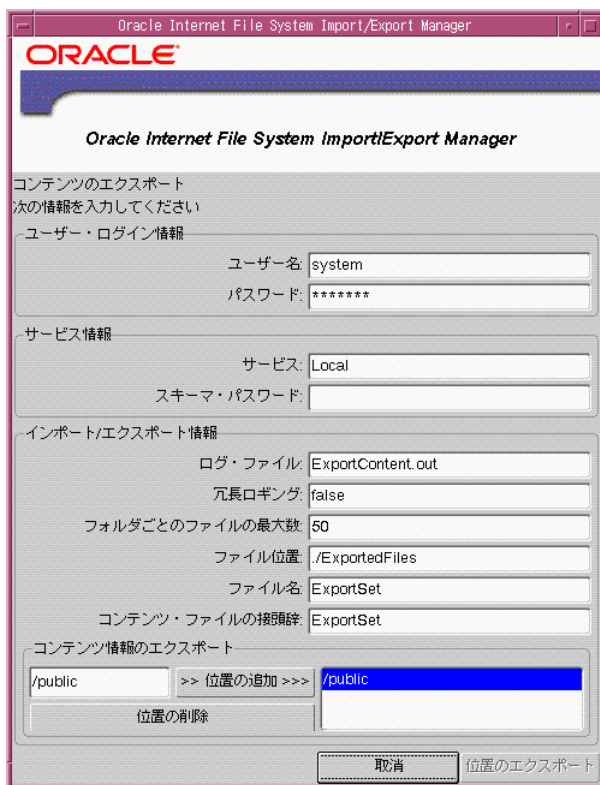 Oracle Internet File System Import/Export Manager
ORACLE
Oracle Internet File System Import/Export Manager
コンテンツのエクスポート
次の情報を入力してください
ユーザー・ログイン情報
ユーザー名: system
パスワード: *******
サービス情報
サービス: Local
スキーマ・パスワード:
インポート/エクスポート情報
ログ・ファイル: ExportContent.out
冗長ロギング: false
フォルダごとのファイルの最大数: 50
ファイル位置: ./ExportedFiles
ファイル名: ExportSet
コンテンツ・ファイルの接頭辞: ExportSet
コンテンツ情報のエクスポート
/public >> 位置の追加 >>> /public
位置の削除
取消 位置のエクスポート